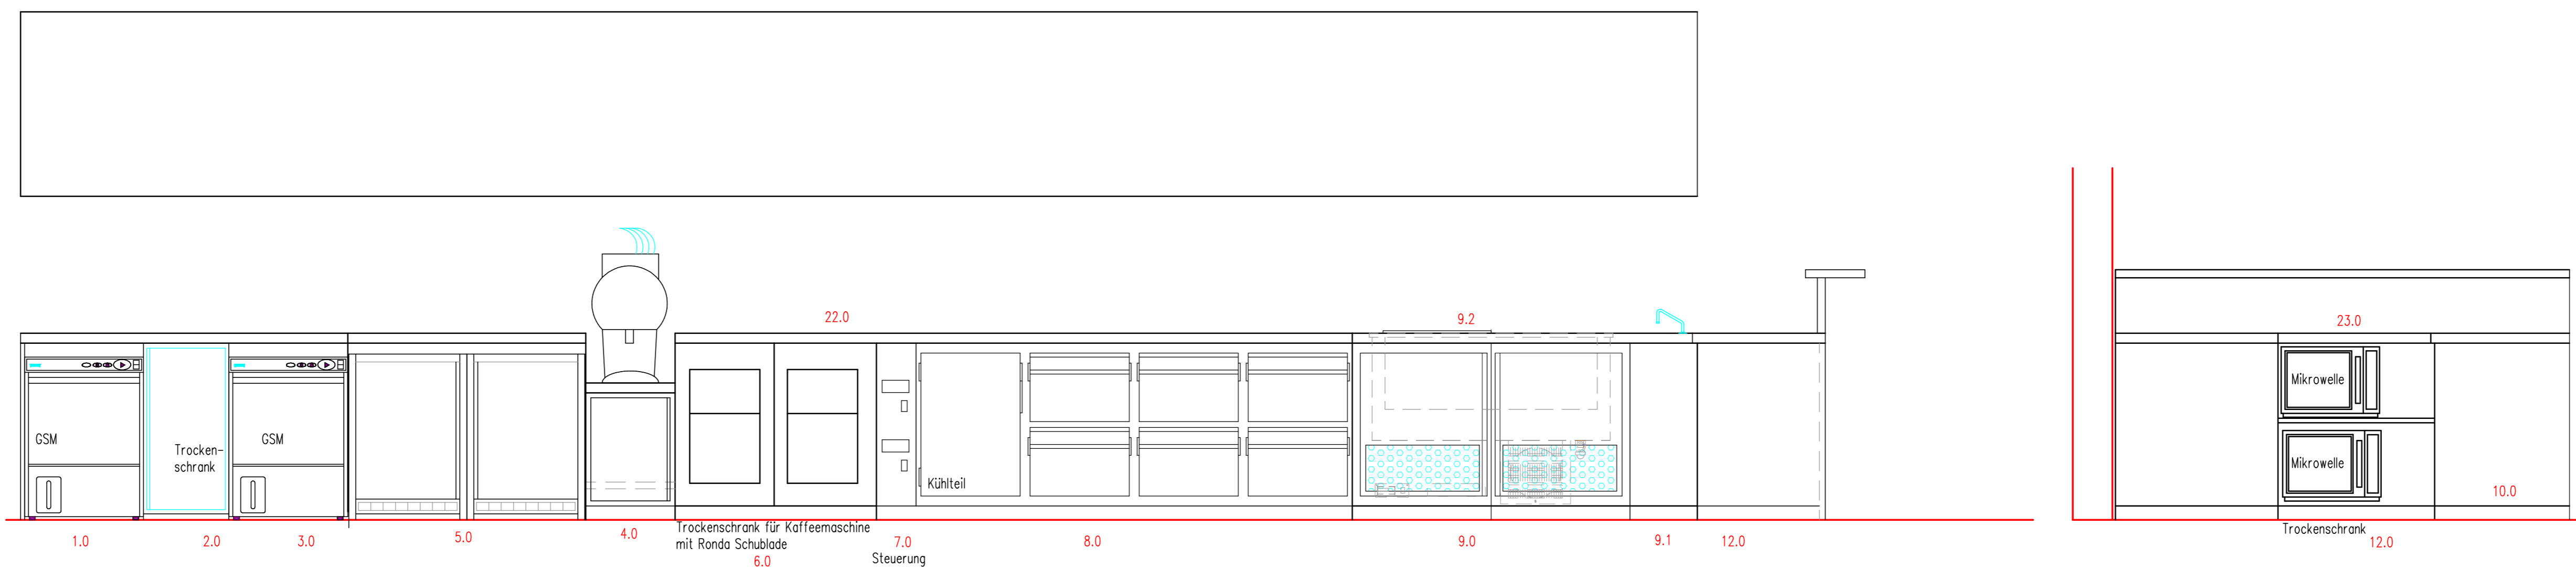 22.0
9.2
23.0
GSM
Trocken-
schrank
GSM
Kühlteil
Mikrowelle
Mikrowelle
10.0
1.0
2.0
3.0
5.0
4.0
Trockenschrank für Kaffeemaschine
mit Ronda Schublade
6.0
7.0
Steuerung
8.0
9.0
9.1
12.0
Trockenschrank
12.0